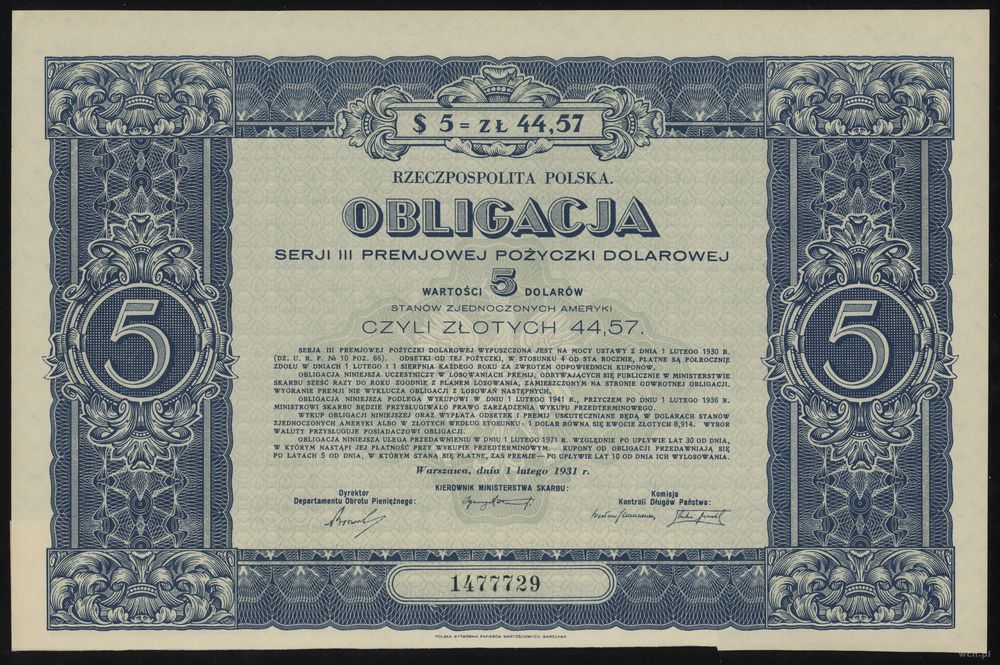 $ 5 = ZŁ 44,57
RZECZPOSPOLITA POLSKA.
OBLIGACJA
SERJI III PREMJOWEJ POŻYCZKI DOLAROWEJ
WARTOŚCI 5 DOLARÓW
STANÓW ZJEDNOCZONYCH AMERYKI
CZYLI ZŁOTYCH 44,57.
5
5
SERJA III PREMJOWEJ POŻYCZKI DOLAROWEJ WYPUSZCZONA JEST NA MOCY USTAWY Z DNIA 1 LUTEGO 1930 R.
(DZ. U. R. P. № 10 POZ. 66). ODSETKI OD TEJ POŻYCZKI, W STOSUNKU 4 OD STA ROCZNIE, PŁATNE SĄ PÓŁROCZNIE
ZDOŁU W DNIACH 1 LUTEGO I 1 SIERPNIA KAŻDEGO ROKU ZA ZWROTEM ODPOWIEDNICH KUPONÓW.
OBLIGACJA NINIEJSZA UCZESTNICZY W LOSOWANIACH PREMJI, ODBYWAJĄCYCH SIĘ PUBLICZNIE W MINISTERSTWIE
SKARBU SZEŚĆ RAZY DO ROKU ZGODNIE Z PLANEM LOSOWANIA, ZAMIESZCZONYM NA STRONIE ODWROTNEJ OBLIGACJI.
WYGRANIE PREMJI NIE WYKLUCZA OBLIGACJI Z LOSOWAŃ NASTĘPNYCH.
OBLIGACJA NINIEJSZA PODLEGA WYKUPOWI W DNIU 1 LUTEGO 1941 R., PRZYCZEM PO DNIU 1 LUTEGO 1936 R.
MINISTROWI SKARBU BĘDZIE PRZYSŁUGIWAŁO PRAWO ZARZĄDZENIA WYKUPU PRZEDTERMINOWEGO.
WYKUP OBLIGACJI NINIEJSZEJ ORAZ WYPŁATA ODSETEK I PREMJI USKUTECZNIANE BĘDĄ W DOLARACH STANÓW
ZJEDNOCZONYCH AMERYKI ALBO W ZŁOTYCH WEDŁUG STOSUNKU: 1 DOLAR RÓWNA SIĘ KWOCIE ZŁOTYCH 8,914. WYBÓR
WALUTY PRZYSŁUGUJE POSIADACZOWI OBLIGACJI.
OBLIGACJA NINIEJSZA ULEGA PRZEDAWNIENIU W DNIU 1 LUTEGO 1971 R. WZGLĘDNIE PO UPŁYWIE LAT 30 OD DNIA,
W KTÓRYM NASTĄPI JEJ PŁATNOŚĆ PRZY WYKUPIE PRZEDTERMINOWYM. KUPONY OD OBLIGACJI PRZEDAWNIAJĄ SIĘ
PO LATACH 5 OD DNIA, W KTÓRYM STANĄ SIĘ PŁATNE, ZAŚ PREMJE — PO UPŁYWIE LAT 10 OD DNIA ICH WYLOSOWANIA.
Warszawa, dnia 1 lutego 1931 r.
KIEROWNIK MINISTERSTWA SKARBU:
Dyrektor
Departamentu Obrotu Pieniężnego:
Komisja
Kontroli Długów Państwa:
1477729
POLSKA WYTWÓRNIA PAPIERÓW WARTOŚCIOWYCH, WARSZAWA
wcn.pl